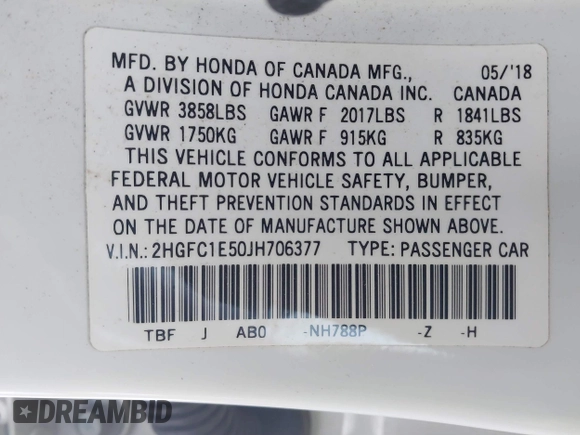 MFD. BY HONDA OF CANADA MFG., 05/'18
A DIVISION OF HONDA CANADA INC. CANADA
GVWR 3858LBS GAWR F 2017LBS R 1841LBS
GVWR 1750KG GAWR F 915KG R 835KG
THIS VEHICLE CONFORMS TO ALL APPLICABLE
FEDERAL MOTOR VEHICLE SAFETY, BUMPER,
AND THEFT PREVENTION STANDARDS IN EFFECT
ON THE DATE OF MANUFACTURE SHOWN ABOVE.
V.I.N.: 2HGFC1E50JH706377 TYPE: PASSENGER CAR
TBF J AB0 -NH788P -Z -H
DREAMBID